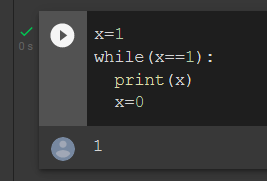 x=1
while(x==1):
  print(x)
  x=0
0 s
1